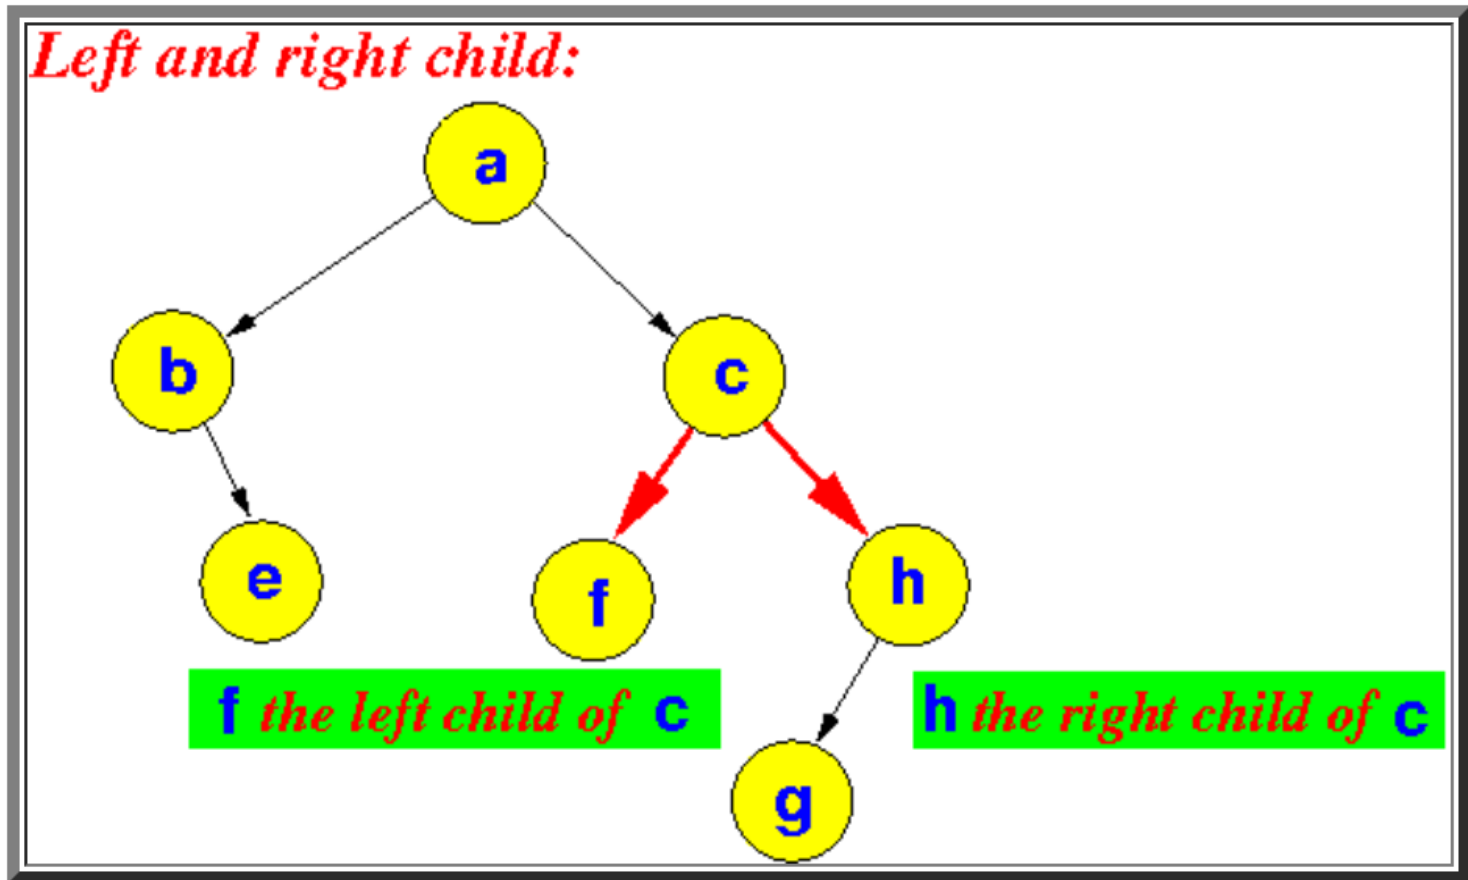 Left and right child:
a
b
c
e
f
h
f the left child of c
h the right child of c
g